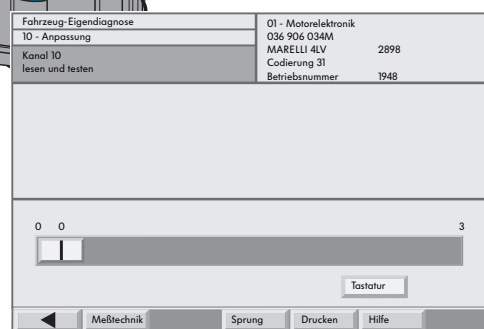 Fahrzeug-Eigendiagnose
10 - Anpassung
Kanal 10
lesen und testen
01 - Motorelektronik
036 906 034M
MARELLI 4LV 2898
Codierung 31
Betriebsnummer 1948
0 0 3
Tastatur
Meßtechnik Sprung Drucken Hilfe